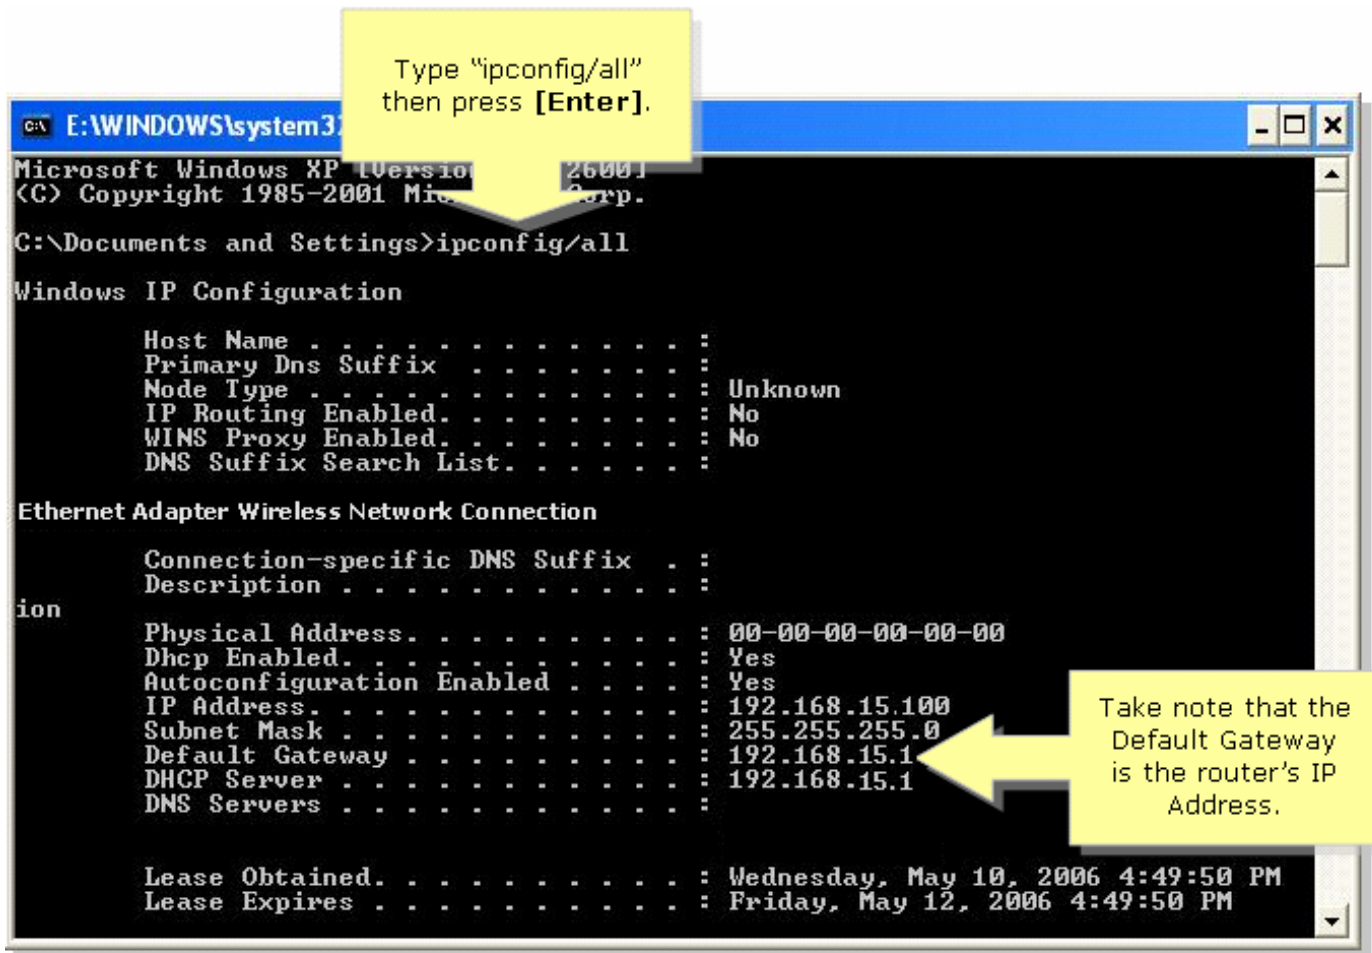 Type “ipconfig/all”
then press [Enter].
E:\WINDOWS\system3
Microsoft Windows XP 2600]
(C) Copyright 1985-2001
C:\Documents and Settings>ipconfig/all
Windows IP Configuration
Host Name . . . . . . . . . . . . :
Primary Dns Suffix . . . . . . . :
Node Type . . . . . . . . . . . . : Unknown
IP Routing Enabled. . . . . . . . : No
WINS Proxy Enabled. . . . . . . . : No
DNS Suffix Search List. . . . . . :
Ethernet Adapter Wireless Network Connection
Connection-specific DNS Suffix . :
Description . . . . . . . . . . . :
ion
Physical Address. . . . . . . . . : 00-00-00-00-00-00
Dhcp Enabled. . . . . . . . . . . : Yes
Autoconfiguration Enabled . . . . : Yes
IP Address. . . . . . . . . . . . : 192.168.15.100
Subnet Mask . . . . . . . . . . . : 255.255.255.0
Default Gateway . . . . . . . . . : 192.168.15.1
DHCP Server . . . . . . . . . . . : 192.168.15.1
DNS Servers . . . . . . . . . . . :
Take note that the
Default Gateway
is the router's IP
Address.
Lease Obtained. . . . . . . . . . : Wednesday, May 10, 2006 4:49:50 PM
Lease Expires . . . . . . . . . . : Friday, May 12, 2006 4:49:50 PM